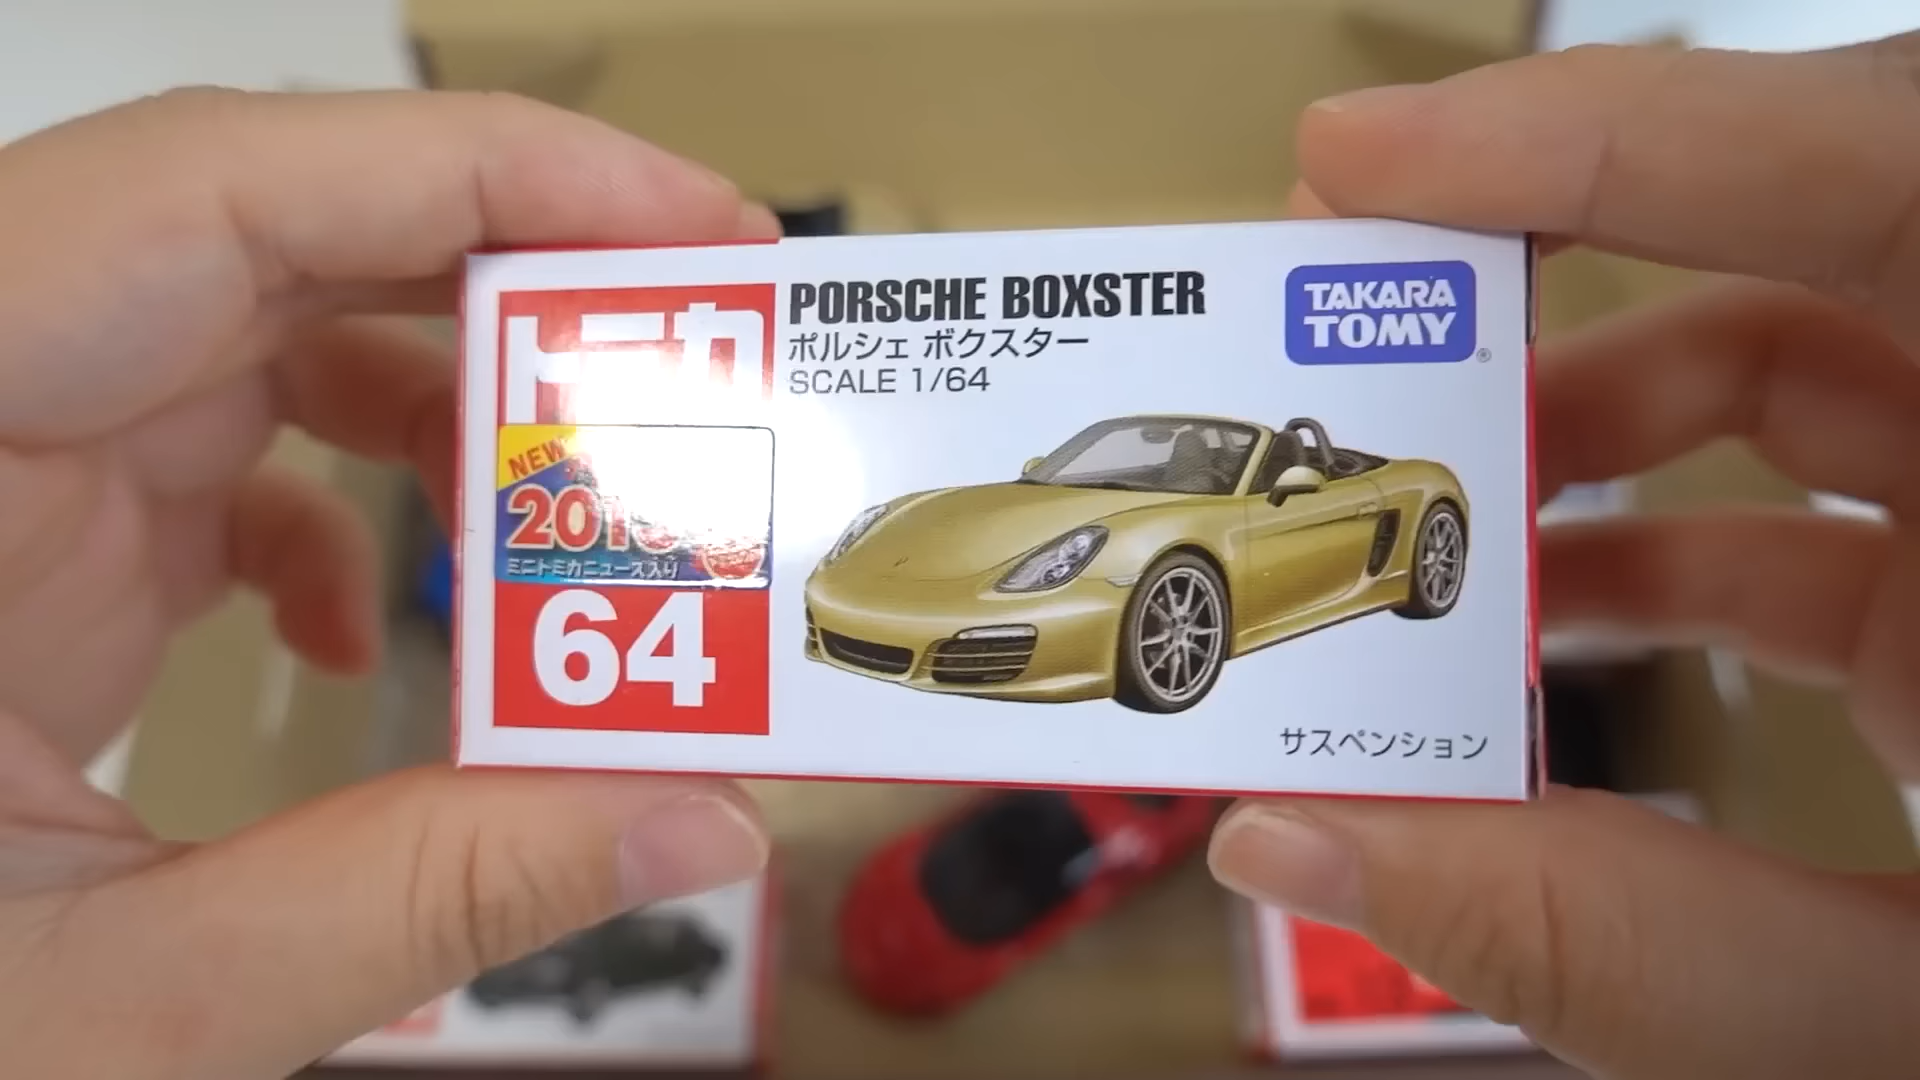 トミカ
PORSCHE BOXSTER
ポルシェ ボクスター
SCALE 1/64
TAKARA
TOMY
®
NEW
ミニトミカニュース入り
64
サスペンション